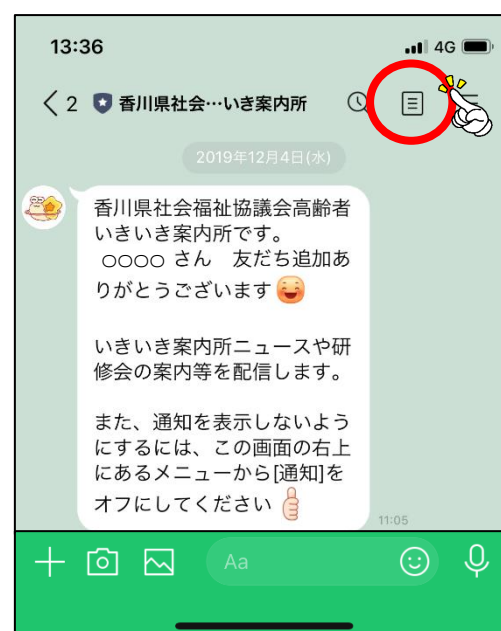 13:36
4G
2 香川県社会…いき案内所
2019年12月4日(水)
香川県社会福祉協議会高齢者
いきいき案内所です。
○○○○ さん 友だち追加あ
りがとうございます
いきいき案内所ニュースや研
修会の案内等を配信します。
また、通知を表示しないよう
にするには、この画面の右上
にあるメニューから[通知]を
オフにしてください
11:05
Aa